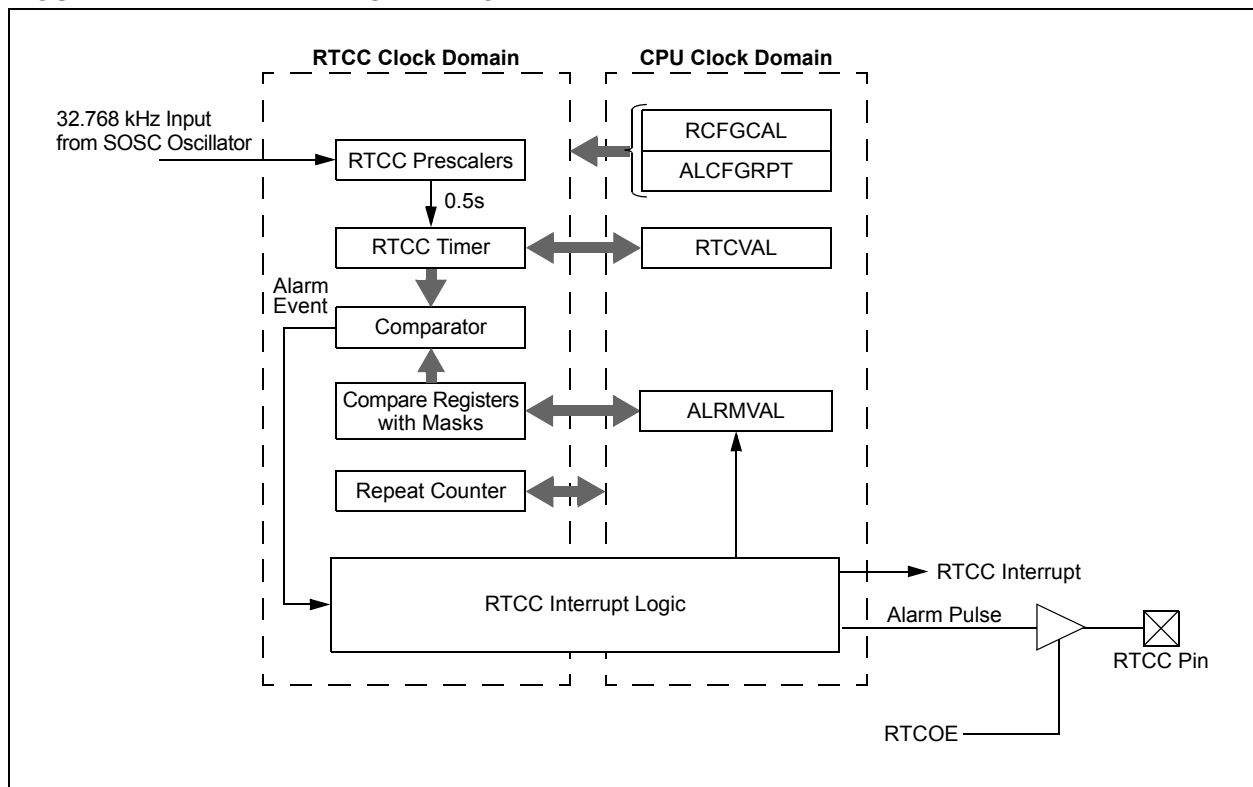 RTCC Clock Domain
CPU Clock Domain
32.768 kHz Input
from SOSC Oscillator
RTCC Prescalers
RCFGCAL
ALCFGRPT
0.5s
RTCC Timer
RTCVAL
Alarm
Event
Comparator
Compare Registers
with Masks
ALRMVAL
Repeat Counter
RTCC Interrupt Logic
RTCC Interrupt
Alarm Pulse
RTCC Pin
RTCOE